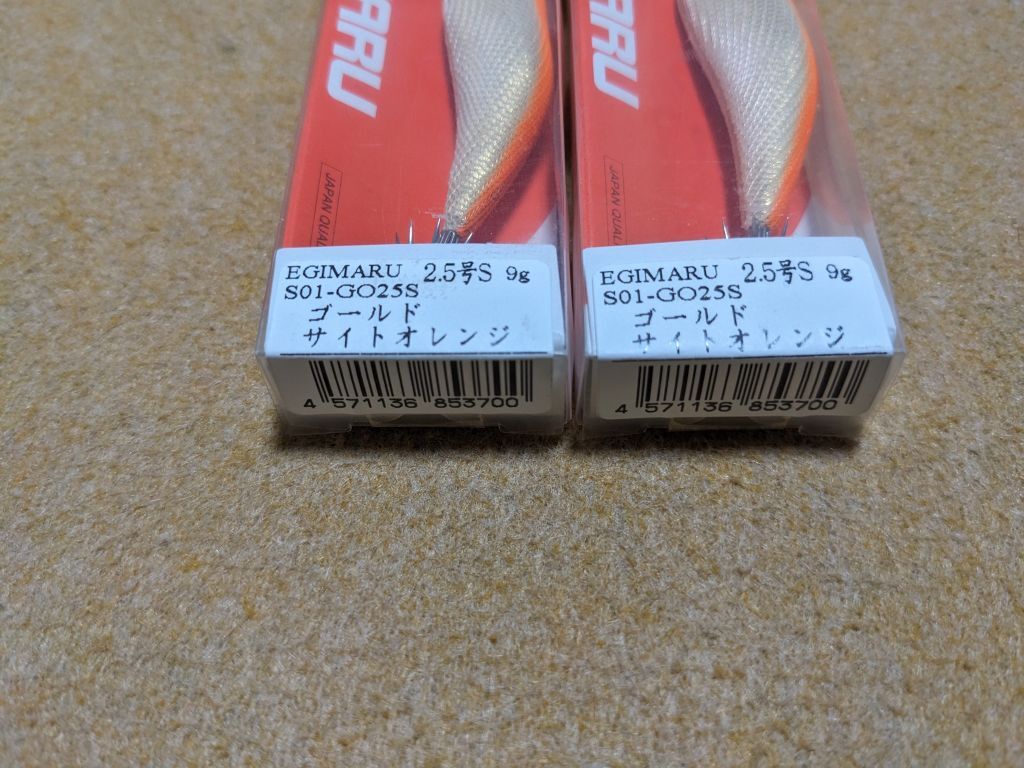 ARU
JAPAN QUAL
EGIMARU 2.5号S 9g
S01-GO25S
ゴールド
サイトオレンジ
4 571136 853700
ARU
JAPAN QUA
EGIMARU 2.5号S 9g
S01-GO25S
ゴールド
サイトオレンジ
4 571136 853700